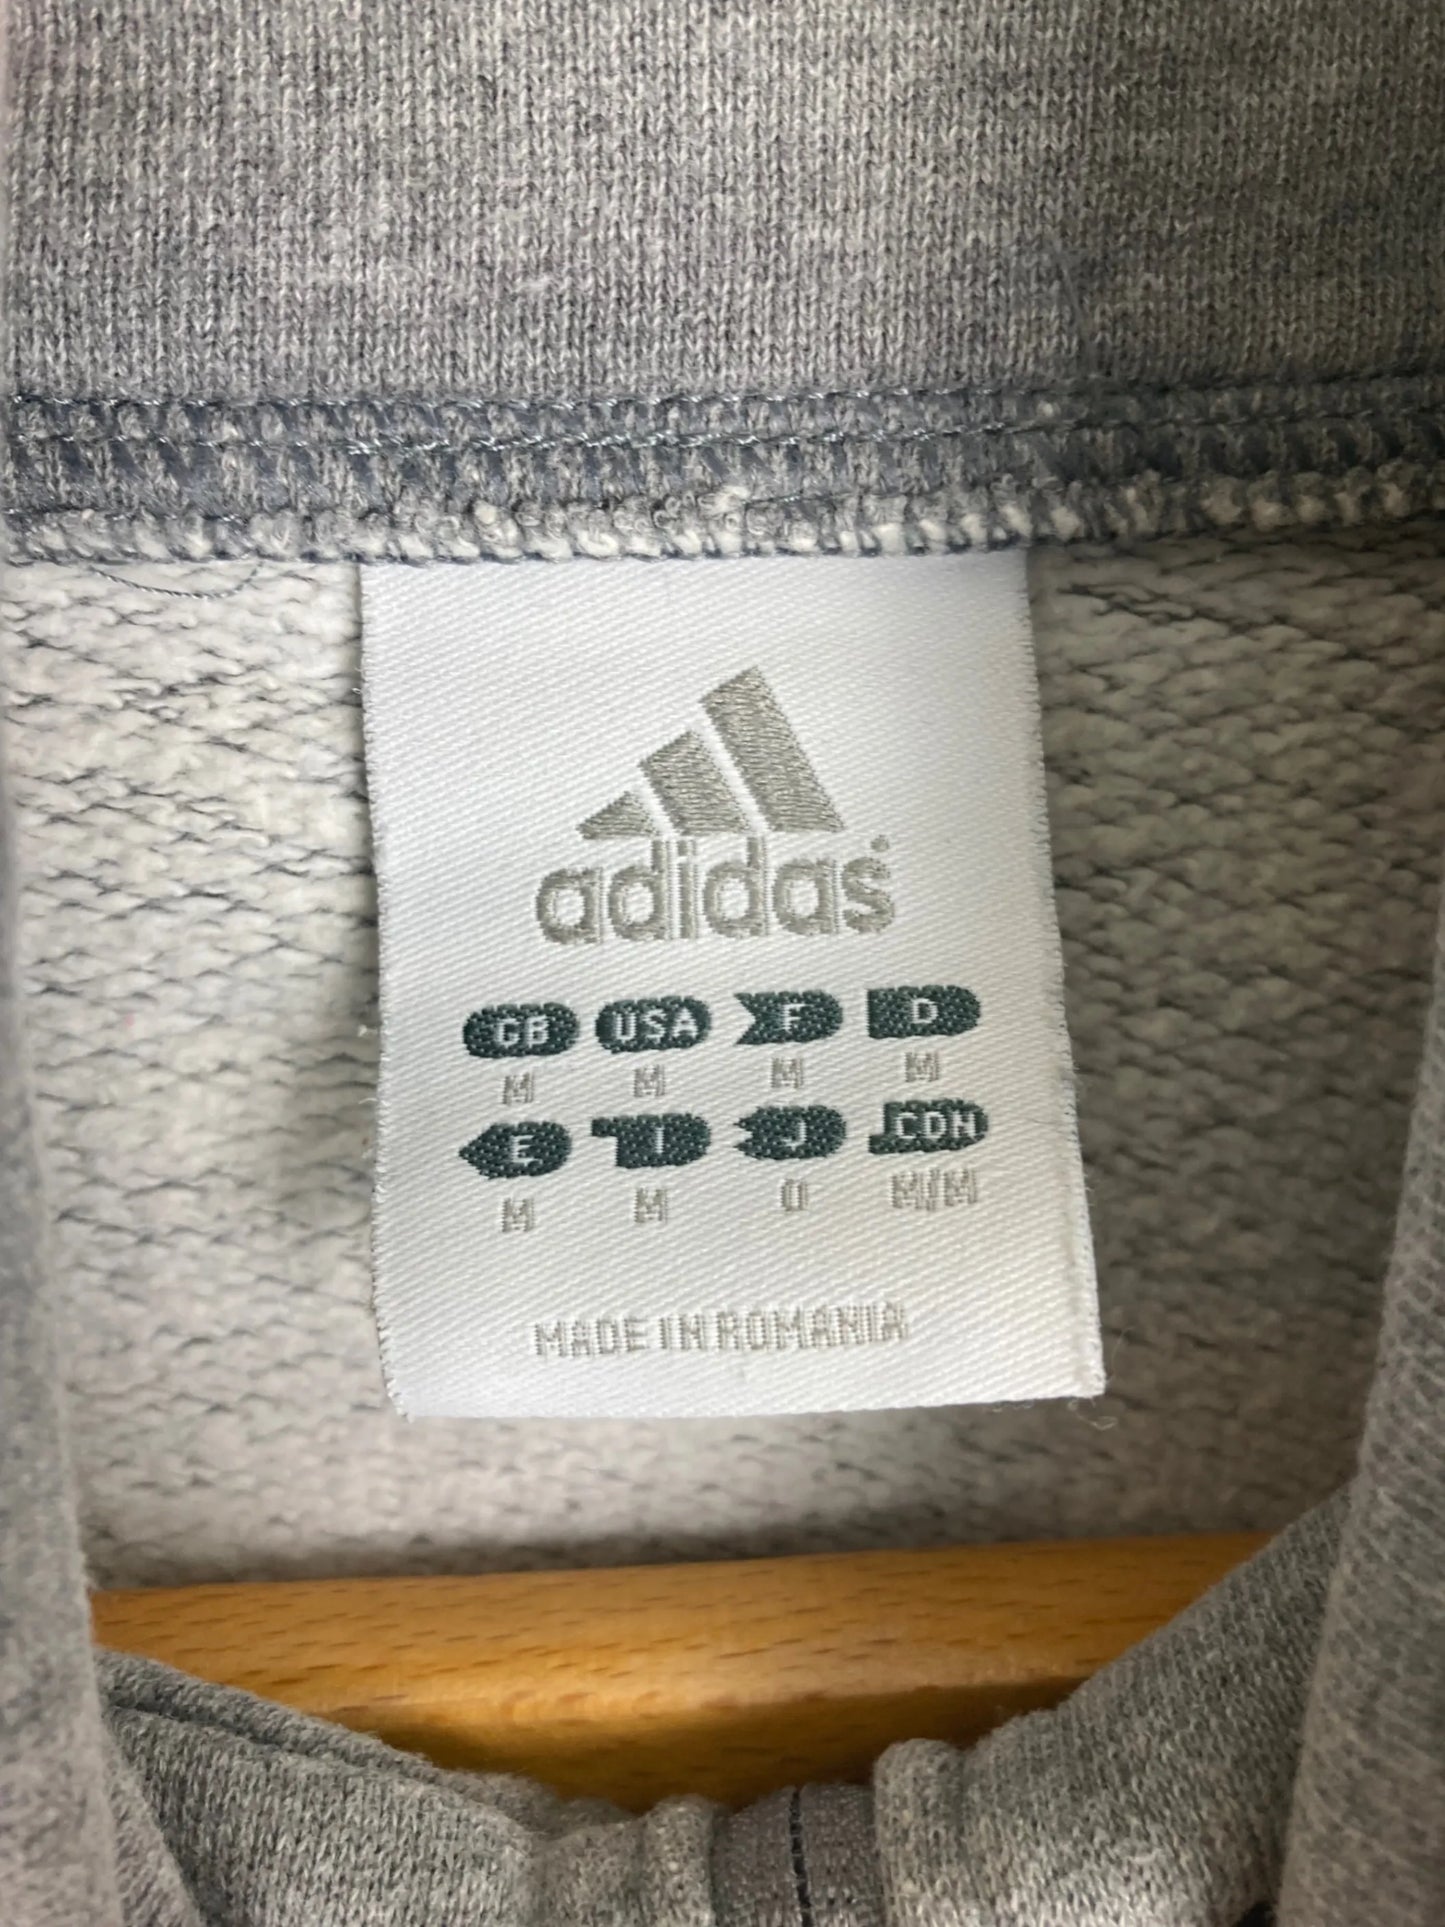 adidas®
GB USA F D
M M M M
E I J CDN
M M O M/M
MADE IN ROMANIA